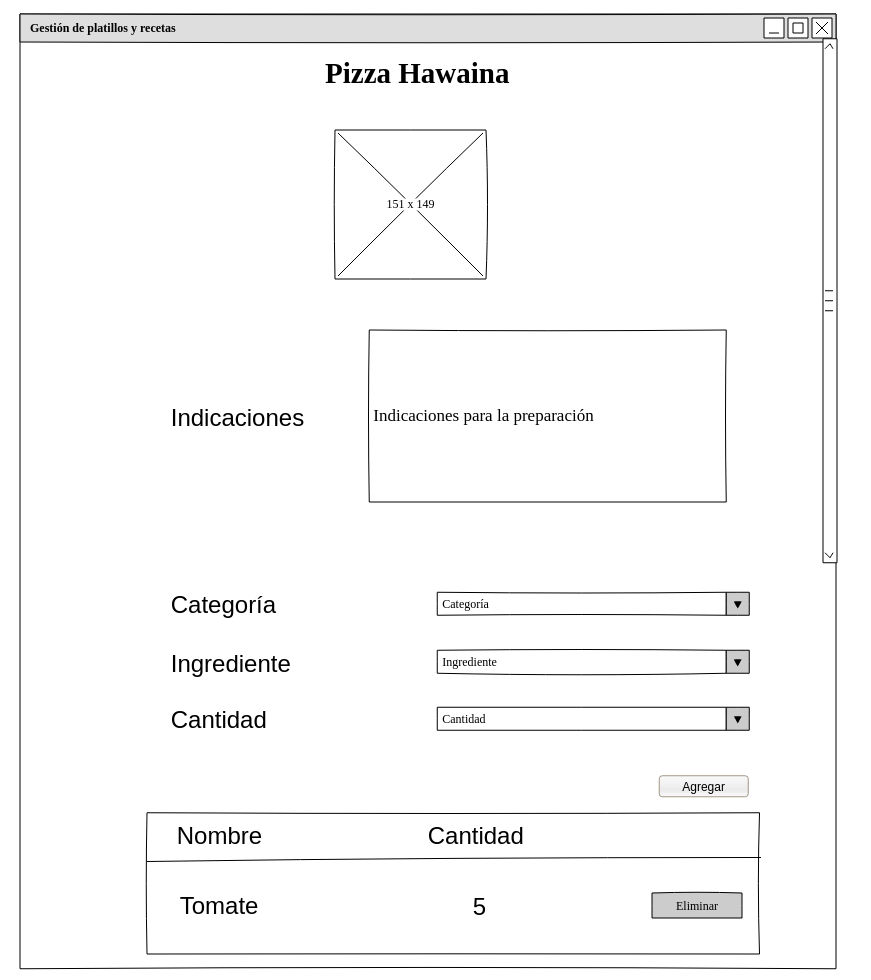 Gestión de platillos y recetas
Pizza Hawaina
151 x 149
Indicaciones
Indicaciones para la preparación
Categoría
Categoría
Ingrediente
Ingrediente
Cantidad
Cantidad
Agregar
Nombre Cantidad
Tomate 5 Eliminar